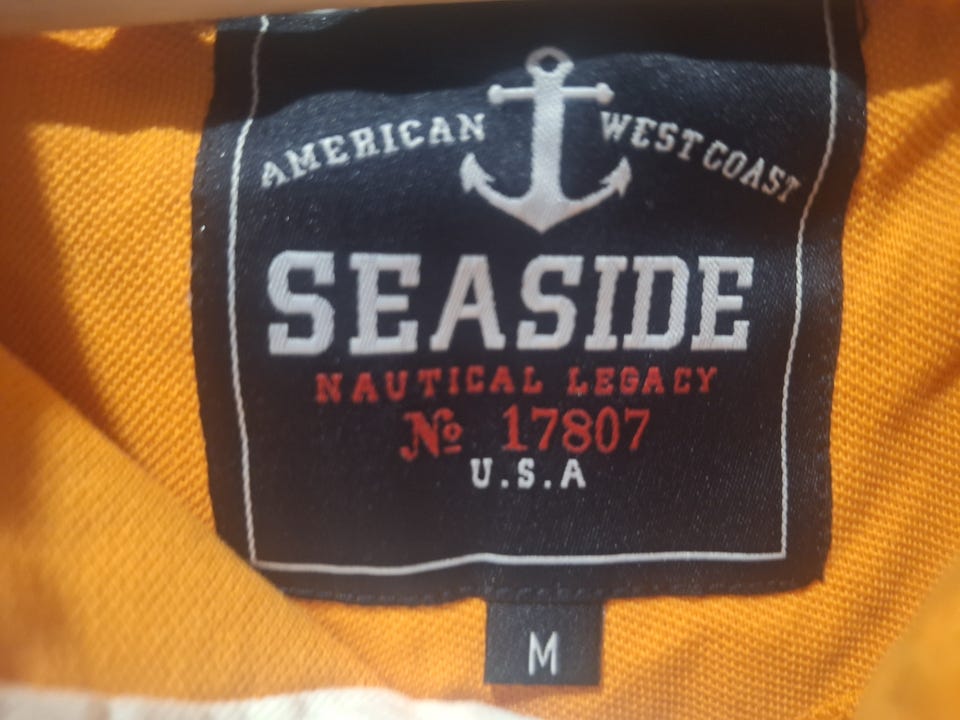 AMERICAN WEST COAST
SEASIDE
NAUTICAL LEGACY
№ 17807
U.S.A
M